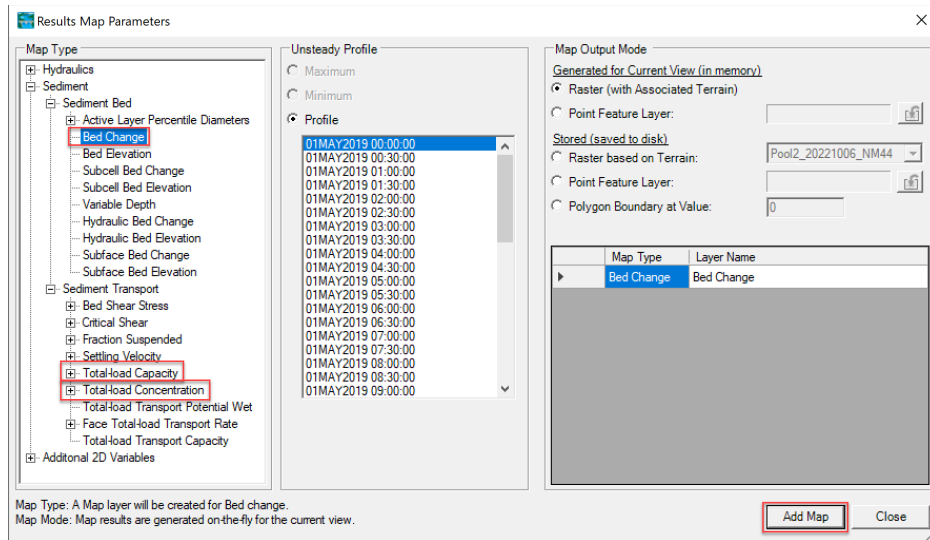 Results Map Parameters
Map Type
Hydraulics
Sediment
Sediment Bed
Active Layer Percentile Diameters
Bed Change
Bed Elevation
Subcell Bed Change
Subcell Bed Elevation
Variable Depth
Hydraulic Bed Change
Hydraulic Bed Elevation
Subface Bed Change
Subface Bed Elevation
Sediment Transport
Bed Shear Stress
Critical Shear
Fraction Suspended
Settling Velocity
Total-load Capacity
Total-load Concentration
Total-load Transport Potential Wet
Face Total-load Transport Rate
Total-load Transport Capacity
Additonal 2D Variables
Unsteady Profile
Maximum
Minimum
Profile
01MAY2019 00:00:00
01MAY2019 00:30:00
01MAY2019 01:00:00
01MAY2019 01:30:00
01MAY2019 02:00:00
01MAY2019 02:30:00
01MAY2019 03:00:00
01MAY2019 03:30:00
01MAY2019 04:00:00
01MAY2019 04:30:00
01MAY2019 05:00:00
01MAY2019 05:30:00
01MAY2019 06:00:00
01MAY2019 06:30:00
01MAY2019 07:00:00
01MAY2019 07:30:00
01MAY2019 08:00:00
01MAY2019 08:30:00
01MAY2019 09:00:00
Map Output Mode
Generated for Current View (in memory)
Raster (with Associated Terrain)
Point Feature Layer:
Stored (saved to disk)
Raster based on Terrain: Pool2_20221006_NM44
Point Feature Layer:
Polygon Boundary at Value: 0
Map Type Layer Name
Bed Change Bed Change
Map Type: A Map layer will be created for Bed change.
Map Mode: Map results are generated on-the-fly for the current view.
Add Map Close